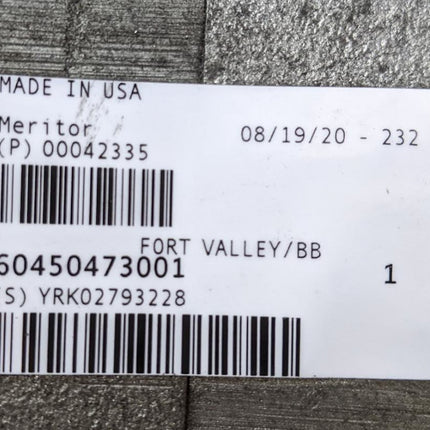 MADE IN USA
Meritor
08/19/20 - 232
(P) 00042335
FORT VALLEY/BB
60450473001
1
S) YRK02793228